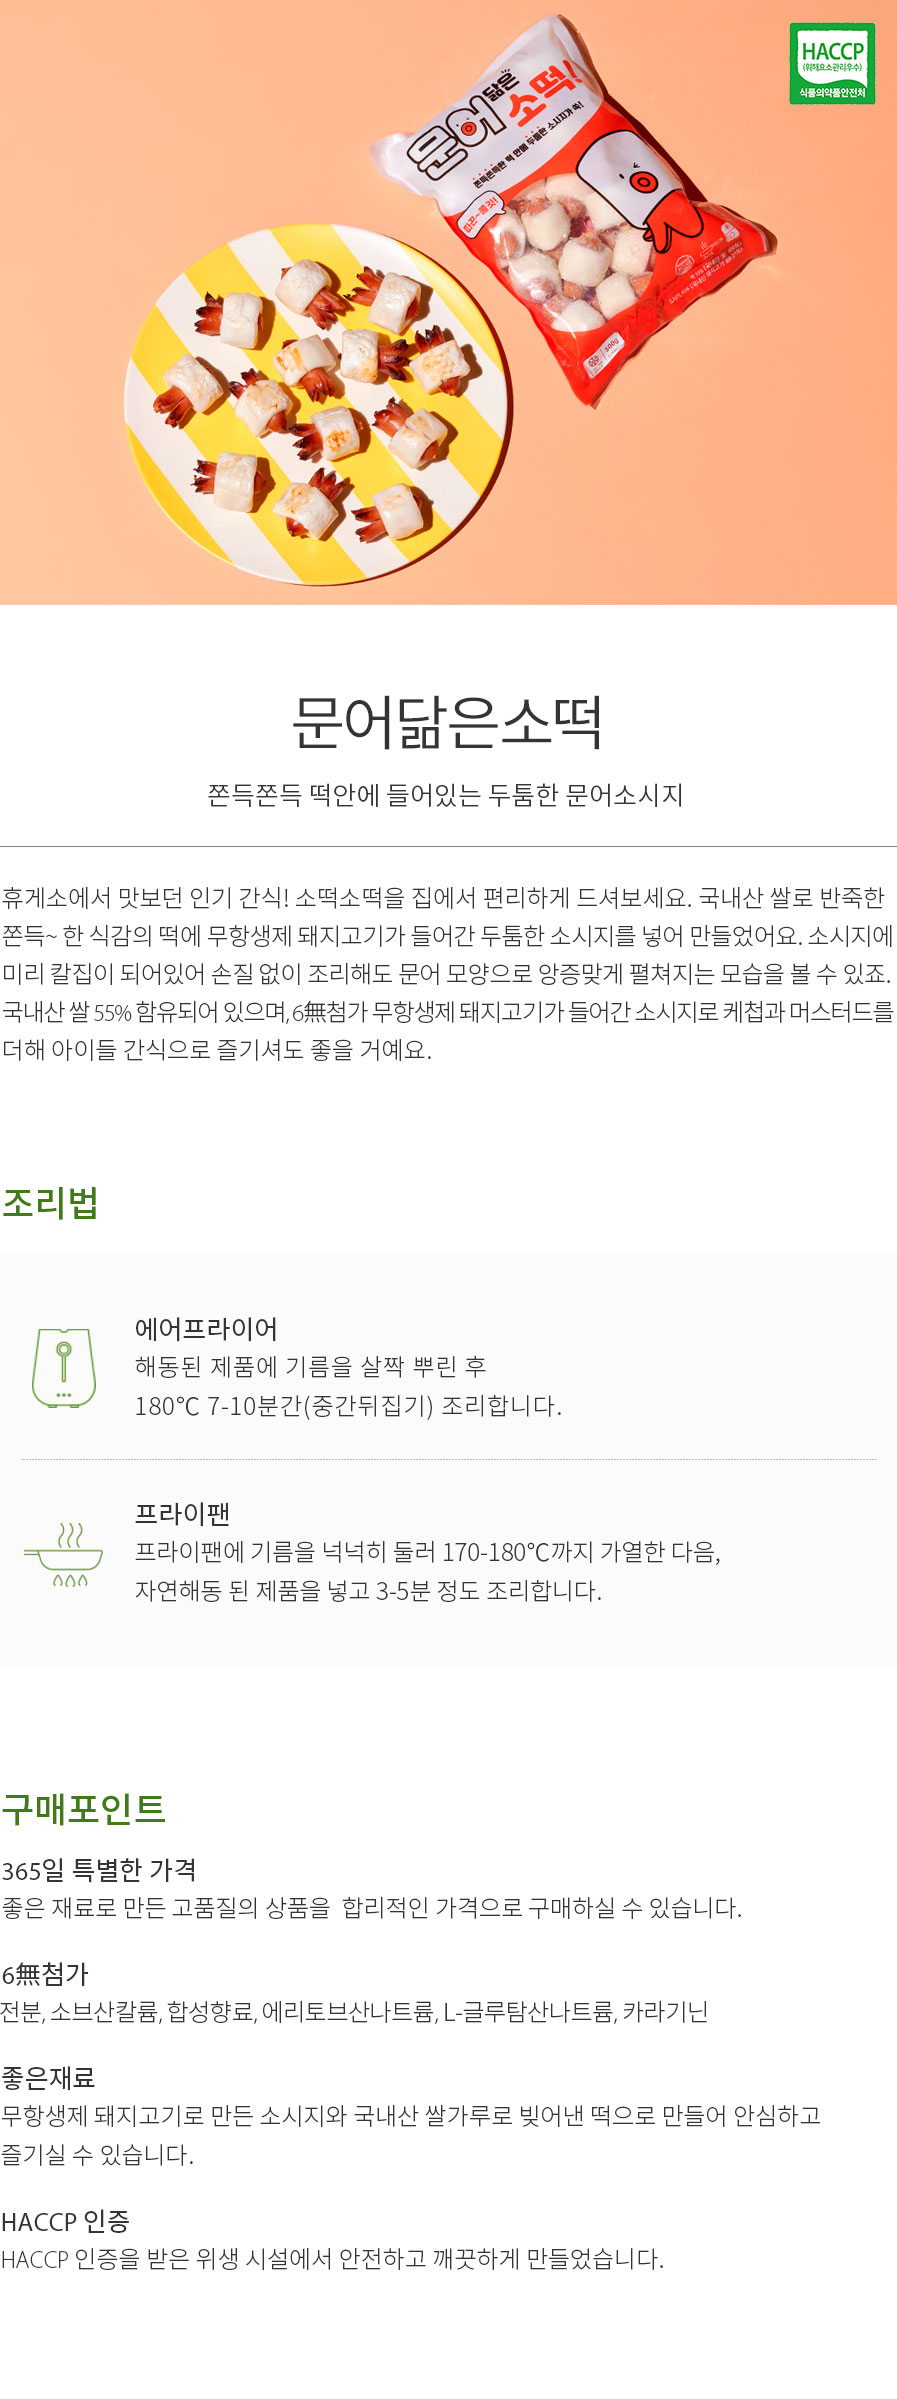 HACCP
(위해요소관리우수)
식품의약품안전처
문어
닮은
소떡!
쫀득쫀득한 떡 안에 두툼한 소시지가 쏙!
500g
문어닮은소떡
쫀득쫀득 떡안에 들어있는 두툼한 문어소시지
휴게소에서 맛보던 인기 간식! 소떡소떡을 집에서 편리하게 드셔보세요. 국내산 쌀로 반죽한
쫀득~ 한 식감의 떡에 무항생제 돼지고기가 들어간 두툼한 소시지를 넣어 만들었어요. 소시지에
미리 칼집이 되어있어 손질 없이 조리해도 문어 모양으로 앙증맞게 펼쳐지는 모습을 볼 수 있죠.
국내산 쌀 55% 함유되어 있으며, 6無첨가 무항생제 돼지고기가 들어간 소시지로 케첩과 머스터드를
더해 아이들 간식으로 즐기셔도 좋을 거예요.
조리법
에어프라이어
해동된 제품에 기름을 살짝 뿌린 후
180℃ 7-10분간(중간뒤집기) 조리합니다.
프라이팬
프라이팬에 기름을 넉넉히 둘러 170-180℃까지 가열한 다음,
자연해동 된 제품을 넣고 3-5분 정도 조리합니다.
구매포인트
365일 특별한 가격
좋은 재료로 만든 고품질의 상품을 합리적인 가격으로 구매하실 수 있습니다.
6無첨가
전분, 소브산칼륨, 합성향료, 에리토브산나트륨, L-글루탐산나트륨, 카라기닌
좋은재료
무항생제 돼지고기로 만든 소시지와 국내산 쌀가루로 빚어낸 떡으로 만들어 안심하고
즐기실 수 있습니다.
HACCP 인증
HACCP 인증을 받은 위생 시설에서 안전하고 깨끗하게 만들었습니다.